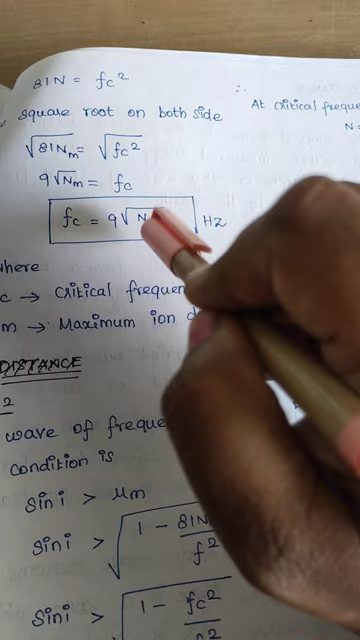 81N = fc²
∴
square root on both side
At critical freque
N =
√81Nm = √fc²
9√Nm = fc
fc = 9√N Hz
where
c → critical frequen
m → Maximum ion d
DISTANCE
2
wave of freque
condition is
sin i > μm
sin i > √1 - 81N/f²
sin i > √1 - fc²/f²